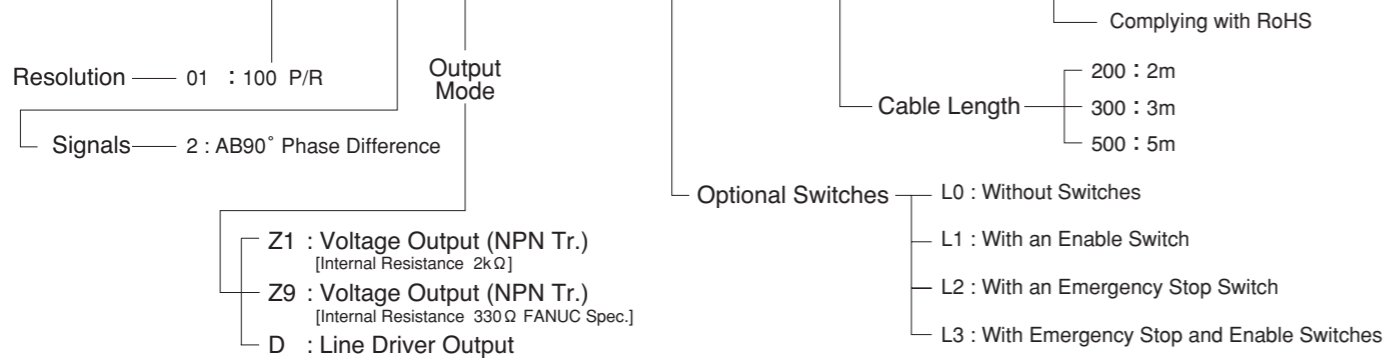 Complying with RoHS
Resolution 01 : 100 P/R
Output
Mode
200 : 2m
Cable Length 300 : 3m
500 : 5m
Signals 2 : AB90˚ Phase Difference
Optional Switches L0 : Without Switches
L1 : With an Enable Switch
L2 : With an Emergency Stop Switch
L3 : With Emergency Stop and Enable Switches
Z1 : Voltage Output (NPN Tr.)
[Internal Resistance 2kΩ]
Z9 : Voltage Output (NPN Tr.)
[Internal Resistance 330Ω FANUC Spec.]
D : Line Driver Output